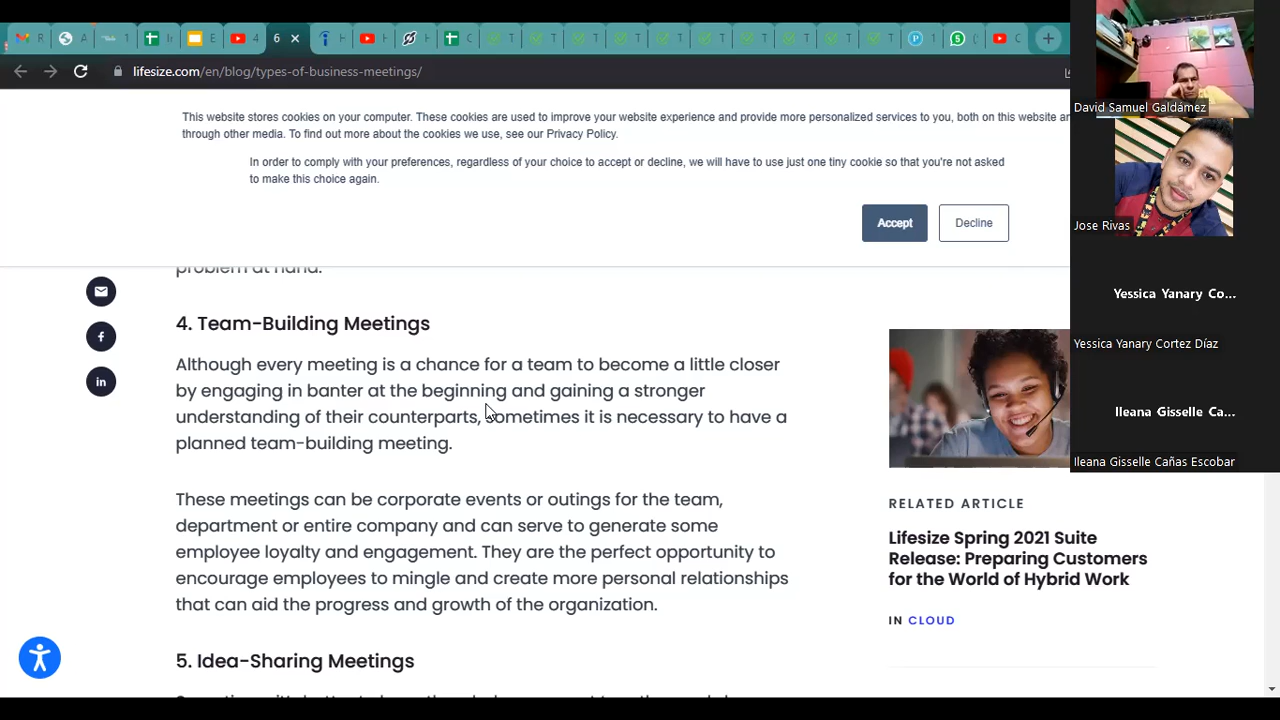 6
lifesize.com/en/blog/types-of-business-meetings/
This website stores cookies on your computer. These cookies are used to improve your website experience and provide more personalized services to you, both on this website
through other media. To find out more about the cookies we use, see our Privacy Policy.
In order to comply with your preferences, regardless of your choice to accept or decline, we will have to use just one tiny cookie so that you're not asked
to make this choice again.
Accept
Decline
problem at hand.
4. Team-Building Meetings
Although every meeting is a chance for a team to become a little closer
by engaging in banter at the beginning and gaining a stronger
understanding of their counterparts, sometimes it is necessary to have a
planned team-building meeting.
These meetings can be corporate events or outings for the team,
department or entire company and can serve to generate some
employee loyalty and engagement. They are the perfect opportunity to
encourage employees to mingle and create more personal relationships
that can aid the progress and growth of the organization.
5. Idea-Sharing Meetings
RELATED ARTICLE
Lifesize Spring 2021 Suite
Release: Preparing Customers
for the World of Hybrid Work
IN CLOUD
David Samuel Galdámez
Jose Rivas
Yessica Yanary Co...
Yessica Yanary Cortez Díaz
Ileana Gisselle Ca...
Ileana Gisselle Cañas Escobar